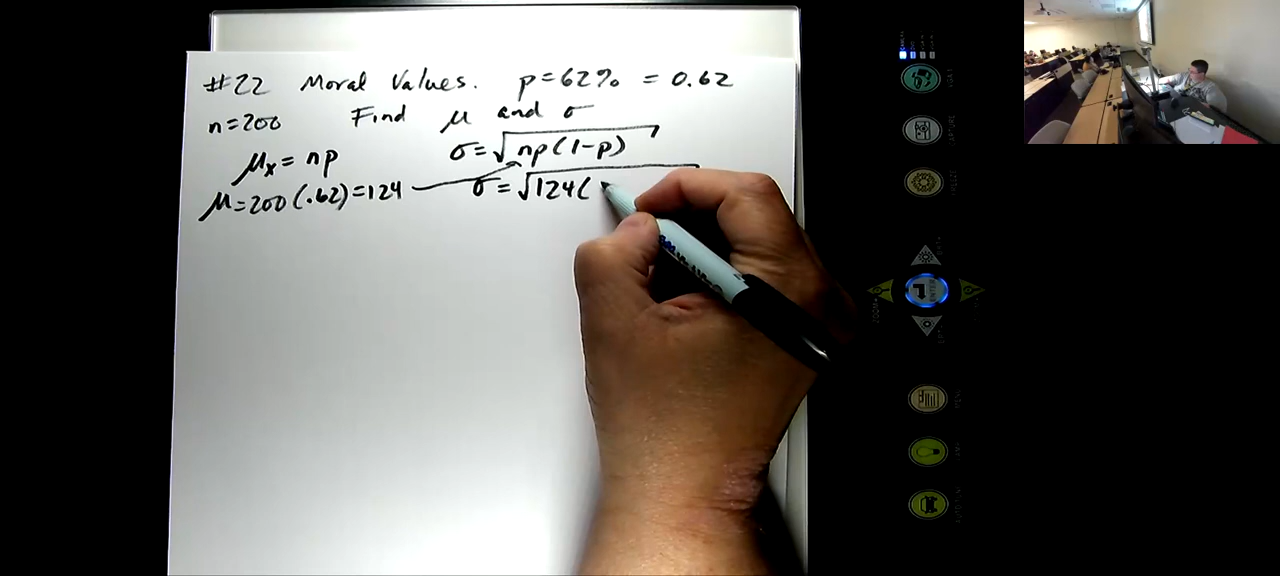 #22 Moral Values. p=62% = 0.62
n=200 Find μ and σ
σ=√np(1-p)
μx = np
μ=200(.62)=124
σ=√124(